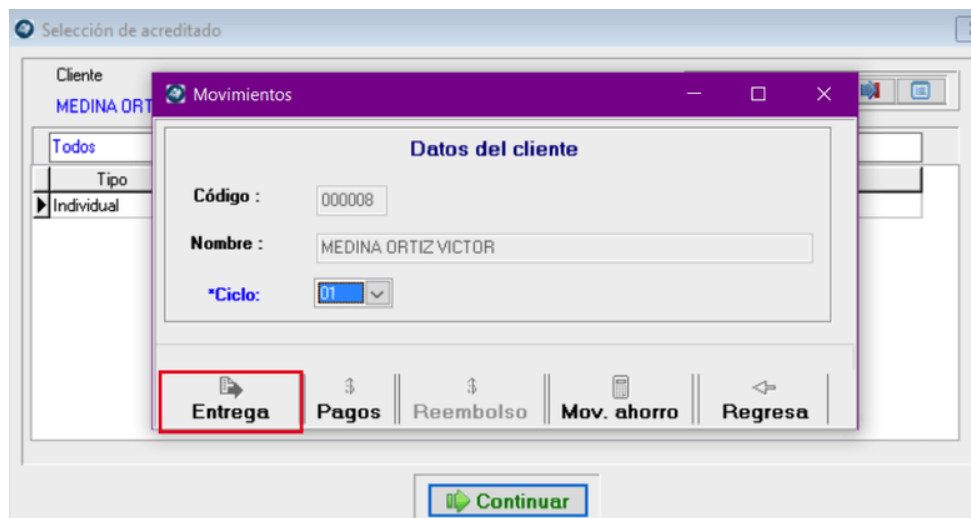 Selección de acreditado
Cliente
MEDINA ORT
Todos
Tipo
Individual
Movimientos
Datos del cliente
Código :
000008
Nombre :
MEDINA ORTIZ VICTOR
*Ciclo:
01
Entrega
Pagos
Reembolso
Mov. ahorro
Regresa
Continuar